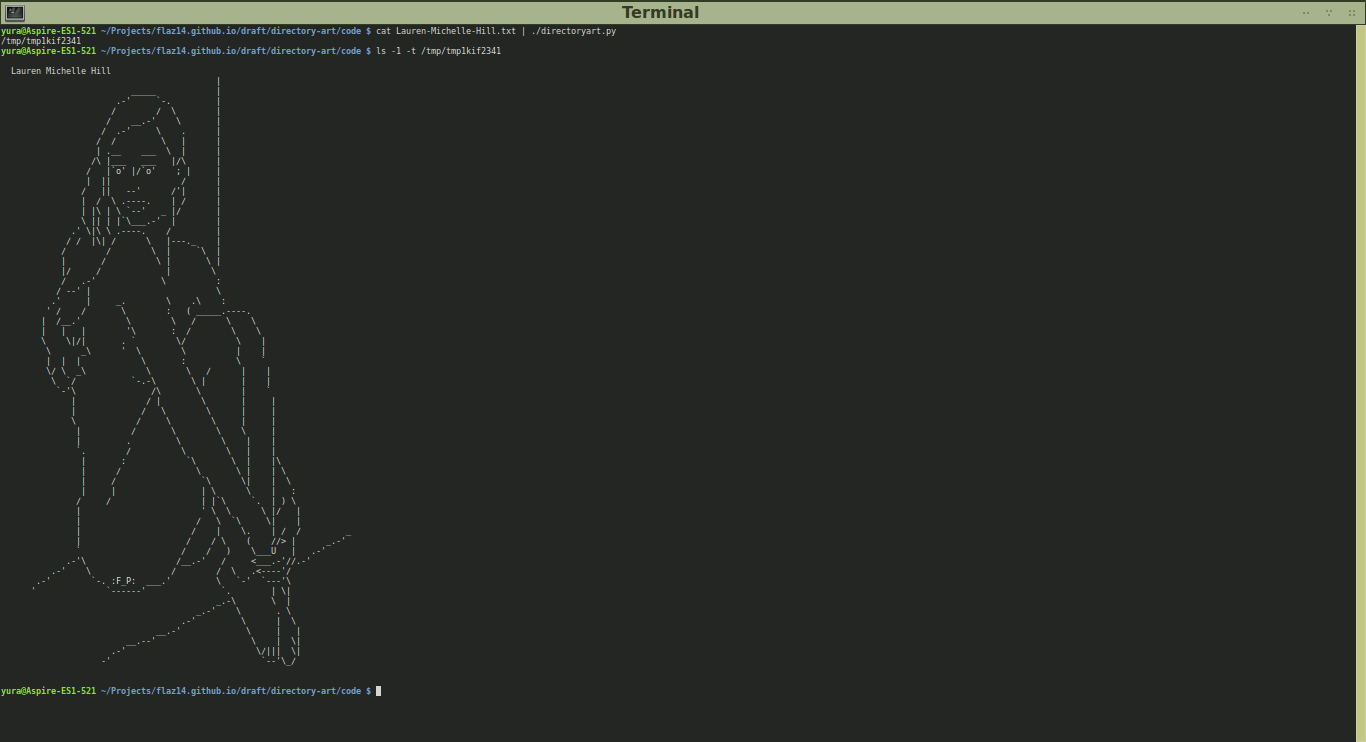 Terminal
yura@Aspire-ES1-521 ~/Projects/flaz14.github.io/draft/directory-art/code $ cat Lauren-Michelle-Hill.txt | ./directoryart.py
/tmp/tmp1kif2341
yura@Aspire-ES1-521 ~/Projects/flaz14.github.io/draft/directory-art/code $ ls -1 -t /tmp/tmp1kif2341
Lauren Michelle Hill
:F_P:
yura@Aspire-ES1-521 ~/Projects/flaz14.github.io/draft/directory-art/code $